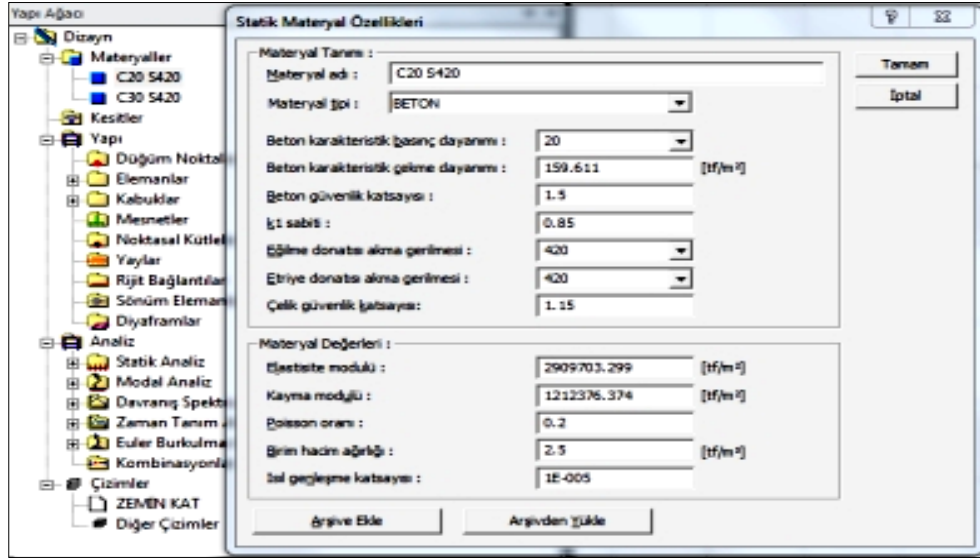 Yapı Ağacı
Dizayn
Materyaller
C20 S420
C30 S420
Kesitler
Yapı
Düğüm Noktal
Elemanlar
Kabuklar
Mesnetler
Noktasal Kütlel
Yaylar
Rijit Bağlantılar
Sönüm Eleman
Diyaframlar
Analiz
Statik Analiz
Modal Analiz
Davranış Spekt
Zaman Tanım
Euler Burkulma
Kombinasyonla
Çizimler
ZEMİN KAT
Diğer Çizimler
Statik Materyal Özellikleri
Materyal Tanımı :
Materyal adı : C20 S420
Materyal tipi : BETON
Beton karakteristik basınç dayanımı : 20
Beton karakteristik çekme dayanımı : 159.611 [tf/m²]
Beton güvenlik katsayısı : 1.5
k1 sabiti : 0.85
Eğilme donatısı akma gerilmesi : 420
Etriye donatısı akma gerilmesi : 420
Çelik güvenlik katsayısı: 1.15
Materyal Değerleri :
Elastisite modulü : 2909703.299 [tf/m²]
Kayma modülü : 1212376.374 [tf/m²]
Poisson oranı : 0.2
Birim hacim ağırlığı : 2.5 [tf/m³]
Isıl genleşme katsayısı : 1E-005
Arşive Ekle
Arşivden Yükle
Tamam
İptal